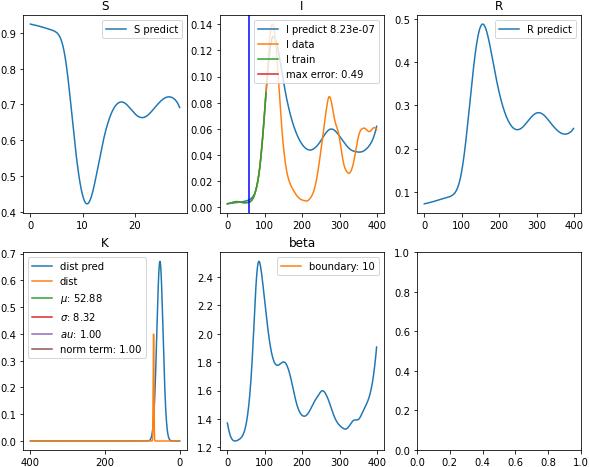 S
I
R
S predict
I predict 8.23e-07
I data
I train
max error: 0.49
R predict
0.9
0.8
0.7
0.6
0.5
0.4
0 20
0.14
0.12
0.10
0.08
0.06
0.04
0.02
0.00
0 100 200 300 400
0.5
0.4
0.3
0.2
0.1
0 100 200 300 400
K
beta
dist pred
dist
μ: 52.88
σ: 8.32
au: 1.00
norm term: 1.00
boundary: 10
0.7
0.6
0.5
0.4
0.3
0.2
0.1
0.0
400 200 0
2.4
2.2
2.0
1.8
1.6
1.4
1.2
0 100 200 300 400
1.0
0.8
0.6
0.4
0.2
0.0
0.0 0.2 0.4 0.6 0.8 1.0